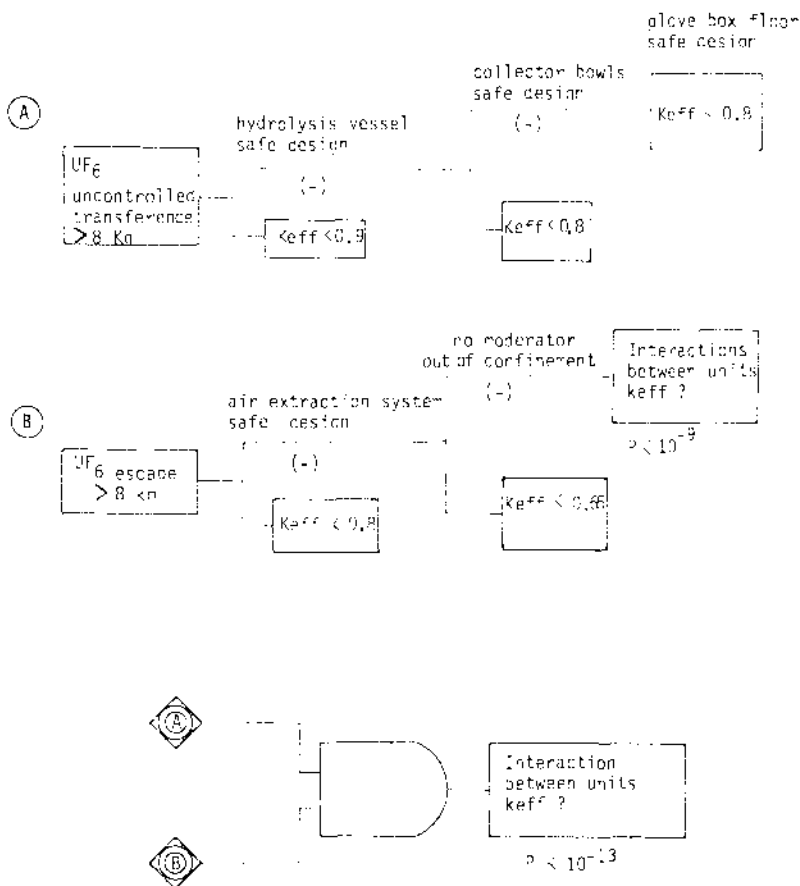 glove box floor
safe design
Keff < 0.8
collector bowls
safe design
(-)
A
hydrolysis vessel
safe design
(-)
UF6
uncontrolled
transference
> 8 Kg
Keff <0.9
Keff < 0.8
no moderator
out of confinement
(-)
Interactions
between units
keff ?
P < 10-9
B
air extraction system
safe design
(-)
UF6 escape
> 8 Kg
Keff < 0.8
Keff < 0.65
A
Interaction
between units
keff ?
B
P < 10-13